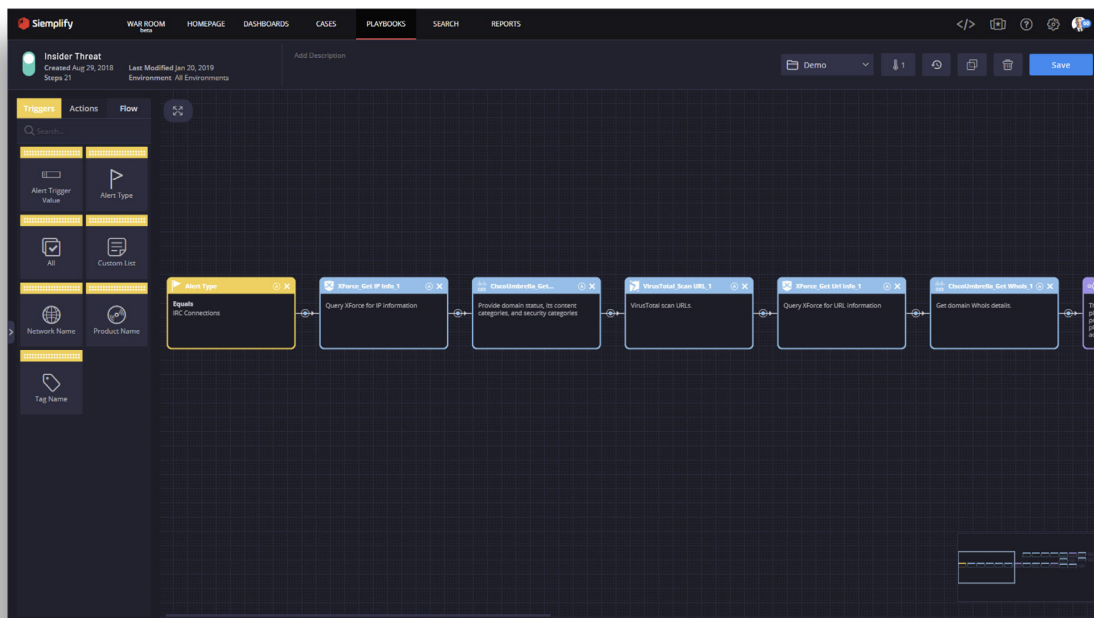 Siemplify
WAR ROOM
beta
HOMEPAGE
DASHBOARDS
CASES
PLAYBOOKS
SEARCH
REPORTS
</>
Insider Threat
Created Aug 29, 2018
Last Modified Jan 20, 2019
Steps 21
Environment All Environments
Add Description
Demo
1
Save
Triggers
Actions
Flow
Search...
Alert Trigger
Value
Alert Type
All
Custom List
Network Name
Product Name
Tag Name
Alert Type
Equals
IRC Connections
XForce_Get IP Info_1
Query XForce for IP information
CiscoUmbrella_Get...
Provide domain status, its content
categories, and security categories
VirusTotal_Scan URL_1
VirusTotal scan URLs.
XForce_Get Url Info_1
Query XForce for URL information
CiscoUmbrella_Get Whois_1
Get domain Whois details.